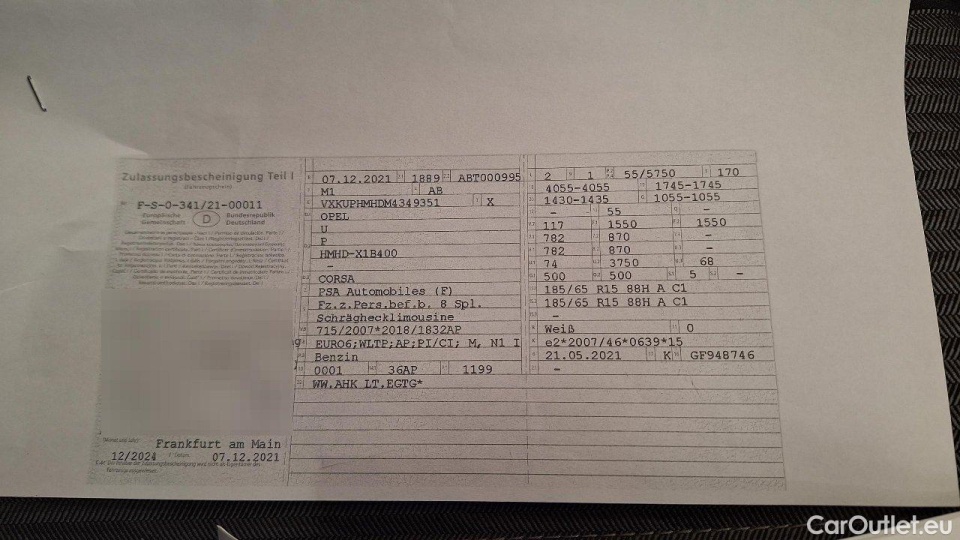 Zulassungsbescheinigung Teil I
F-S-0-341/21-00011
Europäische Gemeinschaft D Bundesrepublik Deutschland
Frankfurt am Main
12/2024 07.12.2021
07.12.2021 1889 ABT000995
M1 AB
VXKUPHMHDM4349351 X
OPEL
U
P
HMHD-X1B400
–
CORSA
PSA Automobiles (F)
Fz.z.Pers.bef.b. 8 Spl.
Schräghecklimousine
715/2007*2018/1832AP
EURO6;WLTP;AP;PI/CI; M, N1 I
Benzin
0001 36AP 1199
WW.AHK LT.EGTG*
2 1 55/5750 170
4055-4055 1745-1745
1430-1435 1055-1055
– 55 –
117 1550 1550
782 870 –
782 870 –
74 3750 68
500 500 5 –
185/65 R15 88H A C1
185/65 R15 88H A C1
–
Weiß 0
e2*2007/46*0639*15
21.05.2021 K GF948746
–
CarOutlet.eu